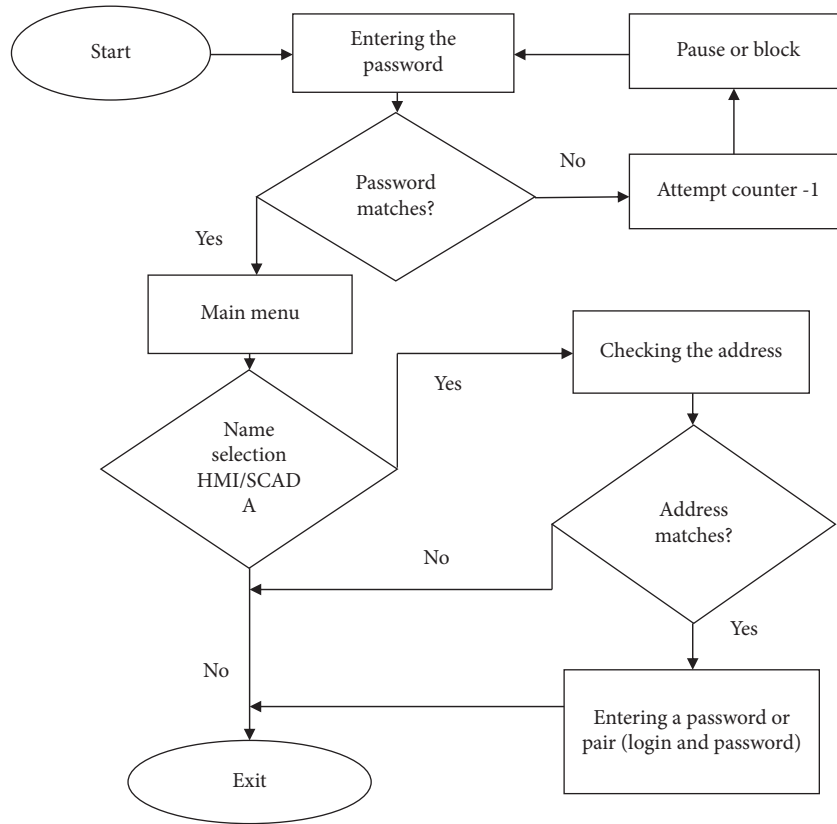 Start
Entering the
password
Pause or block
Password
matches?
No
Attempt counter -1
Yes
Main menu
Checking the address
Yes
Name
selection
HMI/SCAD
A
Address
matches?
No
Yes
No
Entering a password or
pair (login and password)
Exit